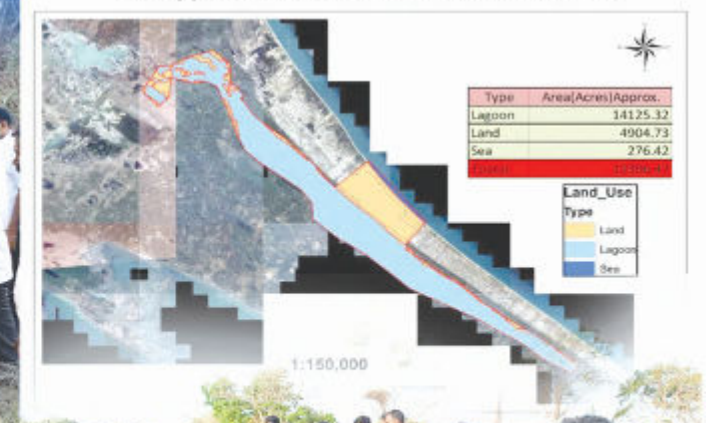 Type Area(Acres)Approx.
Lagoon 14125.32
Land 4904.73
Sea 276.42
Land_Use
Type
Land
Lagoon
Sea
1:150,000